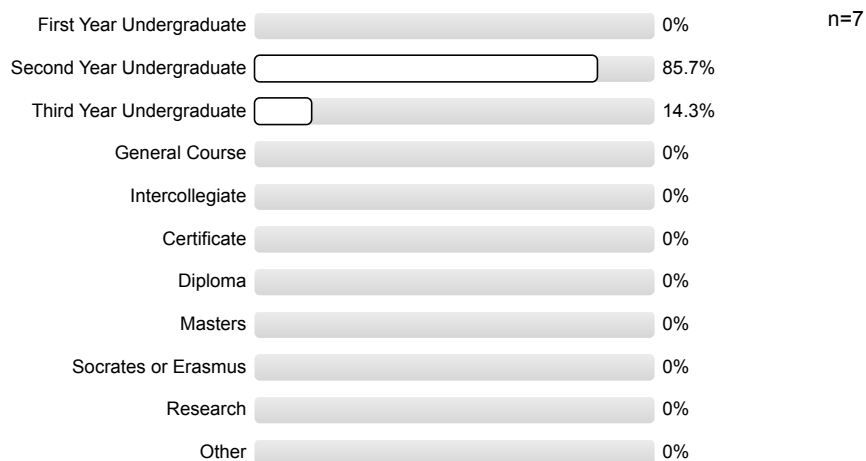 First Year Undergraduate 0% n=7
Second Year Undergraduate 85.7%
Third Year Undergraduate 14.3%
General Course 0%
Intercollegiate 0%
Certificate 0%
Diploma 0%
Masters 0%
Socrates or Erasmus 0%
Research 0%
Other 0%